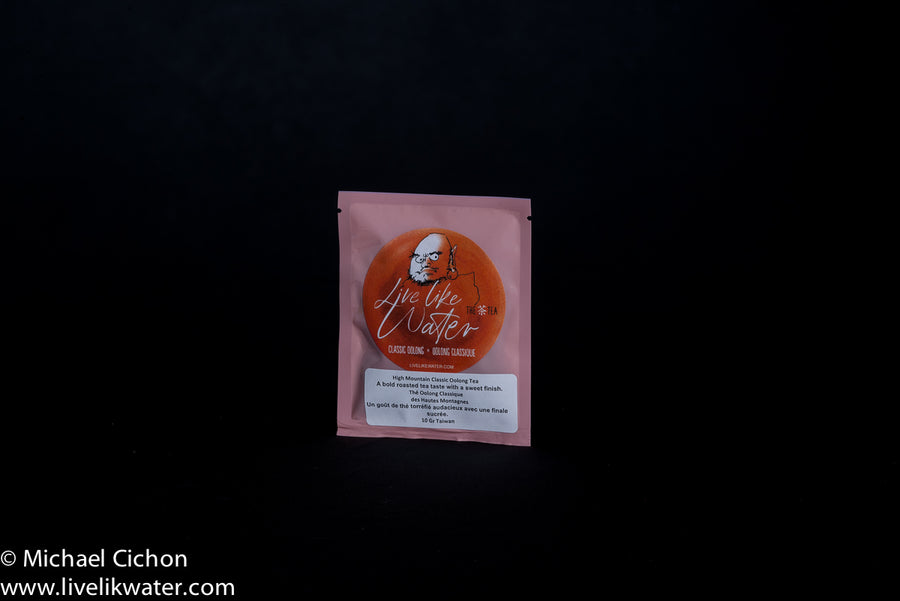 Live like
THÉ TEA
Water
CLASSIC OOLONG • OOLONG CLASSIQUE
LIVELIKEWATER.COM
High Mountain Classic Oolong Tea
A bold roasted tea taste with a sweet finish.
Thé Oolong Classique
des Hautes Montagnes
Un goût de thé torréfié audacieux avec une finale
sucrée.
10 Gr Taiwan
© Michael Cichon
www.livelikwater.com